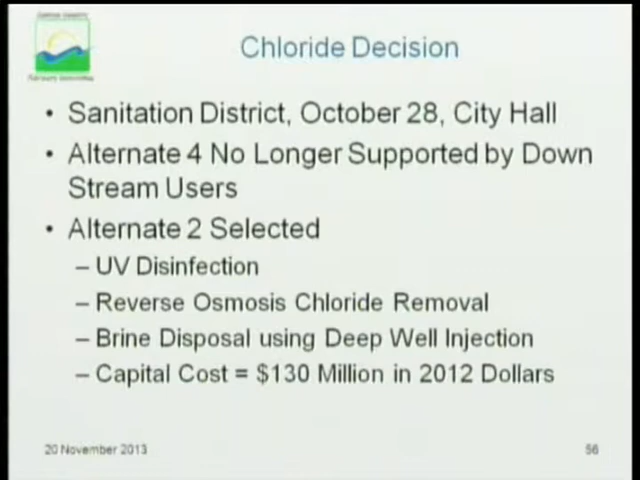 Chloride Decision
• Sanitation District, October 28, City Hall
• Alternate 4 No Longer Supported by Down
Stream Users
• Alternate 2 Selected
– UV Disinfection
– Reverse Osmosis Chloride Removal
– Brine Disposal using Deep Well Injection
– Capital Cost = $130 Million in 2012 Dollars
20 November 2013
56